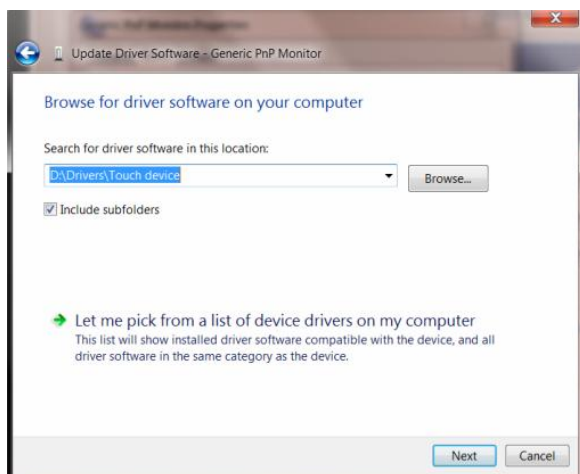 Update Driver Software - Generic PnP Monitor
Browse for driver software on your computer
Search for driver software in this location:
D:\Drivers\Touch device
Browse...
Include subfolders
Let me pick from a list of device drivers on my computer
This list will show installed driver software compatible with the device, and all
driver software in the same category as the device.
Next
Cancel